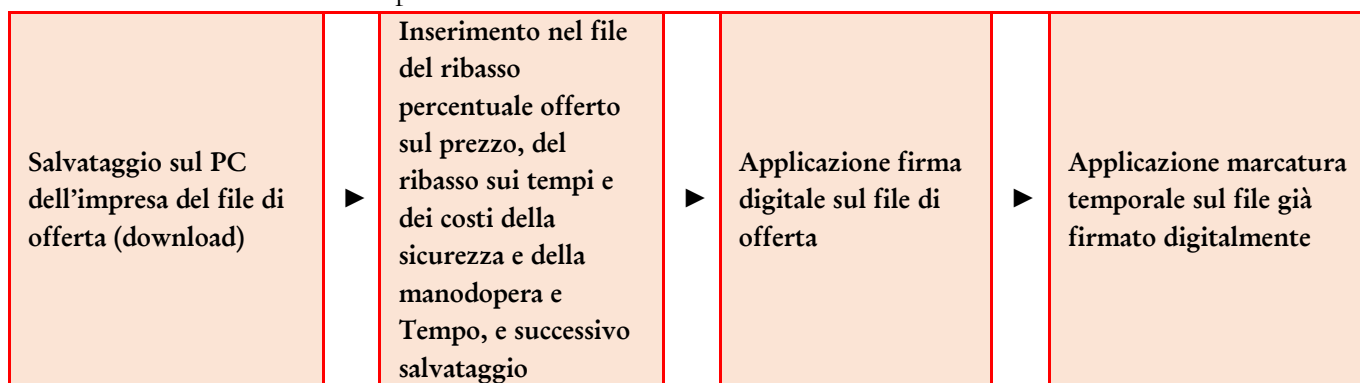 Salvataggio sul PC
dell'impresa del file di
offerta (download)
►
Inserimento nel file
del ribasso
percentuale offerto
sul prezzo, del
ribasso sui tempi e
dei costi della
sicurezza e della
manodopera e
Tempo, e successivo
salvataggio
►
Applicazione firma
digitale sul file di
offerta
►
Applicazione marcatura
temporale sul file già
firmato digitalmente